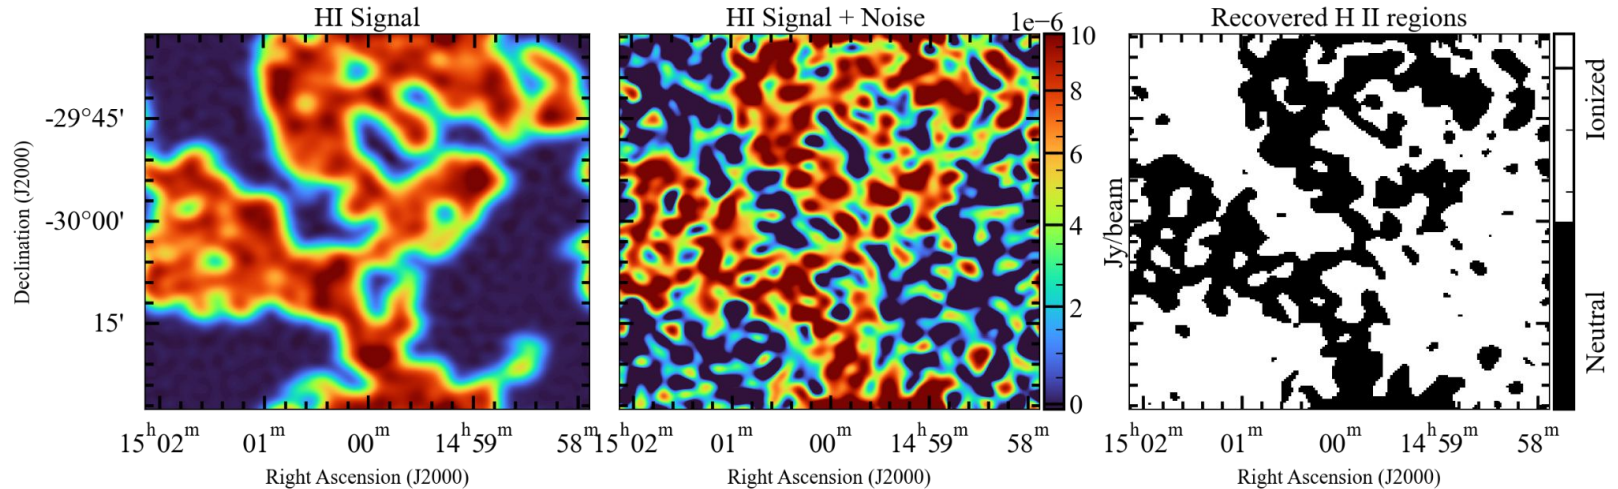 HI Signal
HI Signal + Noise
Recovered H II regions
1e−6
10
8
6
4
2
0
Jy/beam
Ionized
Neutral
Declination (J2000)
-29°45'
-30°00'
15'
15ʰ02ᵐ 01ᵐ 00ᵐ 14ʰ59ᵐ 58ᵐ
15ʰ02ᵐ 01ᵐ 00ᵐ 14ʰ59ᵐ 58ᵐ
15ʰ02ᵐ 01ᵐ 00ᵐ 14ʰ59ᵐ 58ᵐ
Right Ascension (J2000)
Right Ascension (J2000)
Right Ascension (J2000)